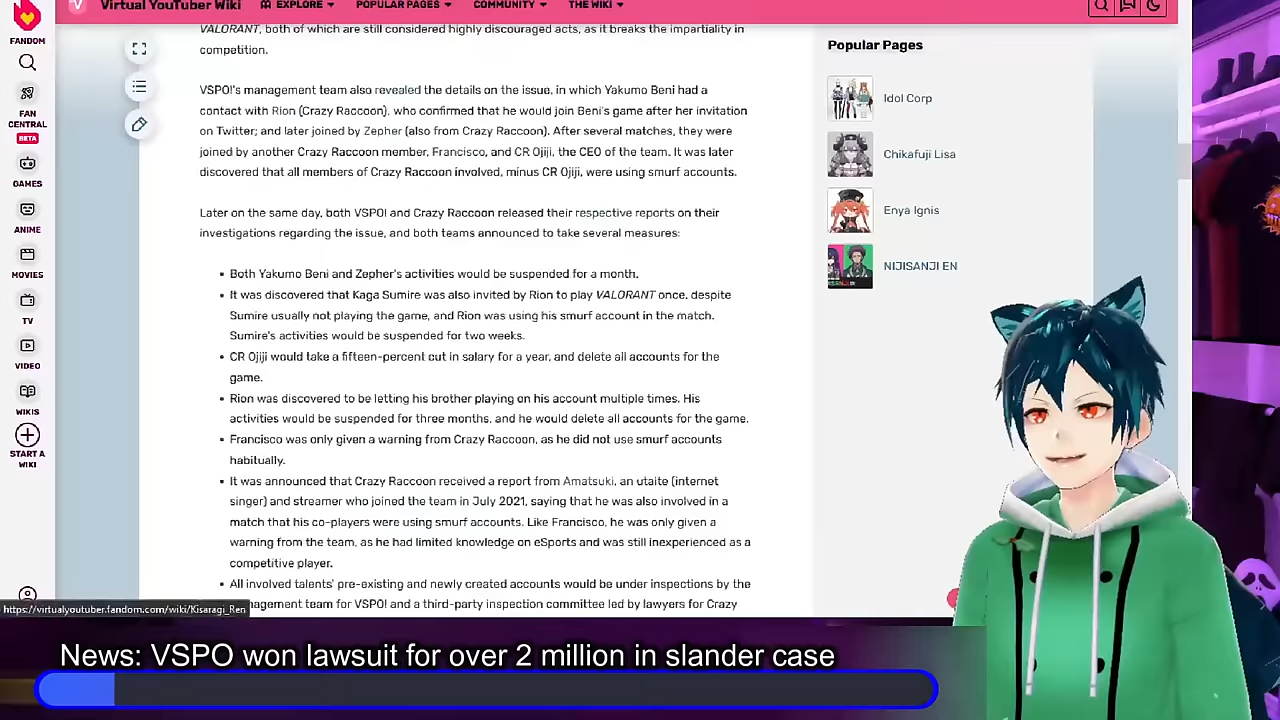 Virtual YouTuber Wiki
EXPLORE
POPULAR PAGES
COMMUNITY
THE WIKI
FANDOM
FAN
CENTRAL
BETA
GAMES
ANIME
MOVIES
TV
VIDEO
WIKIS
START A
WIKI
VALORANT, both of which are still considered highly discouraged acts, as it breaks the impartiality in
competition.
VSPO!'s management team also revealed the details on the issue, in which Yakumo Beni had a
contact with Rion (Crazy Raccoon), who confirmed that he would join Beni's game after her invitation
on Twitter; and later joined by Zepher (also from Crazy Raccoon). After several matches, they were
joined by another Crazy Raccoon member, Francisco, and CR Ojiji, the CEO of the team. It was later
discovered that all members of Crazy Raccoon involved, minus CR Ojiji, were using smurf accounts.
Later on the same day, both VSPO! and Crazy Raccoon released their respective reports on their
investigations regarding the issue, and both teams announced to take several measures:
Both Yakumo Beni and Zepher's activities would be suspended for a month.
It was discovered that Kaga Sumire was also invited by Rion to play VALORANT once, despite
Sumire usually not playing the game, and Rion was using his smurf account in the match.
Sumire's activities would be suspended for two weeks.
CR Ojiji would take a fifteen-percent cut in salary for a year, and delete all accounts for the
game.
Rion was discovered to be letting his brother playing on his account multiple times. His
activities would be suspended for three months, and he would delete all accounts for the game.
Francisco was only given a warning from Crazy Raccoon, as he did not use smurf accounts
habitually.
It was announced that Crazy Raccoon received a report from Amatsuki, an utaite (internet
singer) and streamer who joined the team in July 2021, saying that he was also involved in a
match that his co-players were using smurf accounts. Like Francisco, he was only given a
warning from the team, as he had limited knowledge on eSports and was still inexperienced as a
competitive player.
All involved talents' pre-existing and newly created accounts would be under inspections by the
management team for VSPO! and a third-party inspection committee led by lawyers for Crazy
Popular Pages
Idol Corp
Chikafuji Lisa
Enya Ignis
NIJISANJI EN
https://virtualyoutuber.fandom.com/wiki/Kisaragi_Ren
News: VSPO won lawsuit for over 2 million in slander case